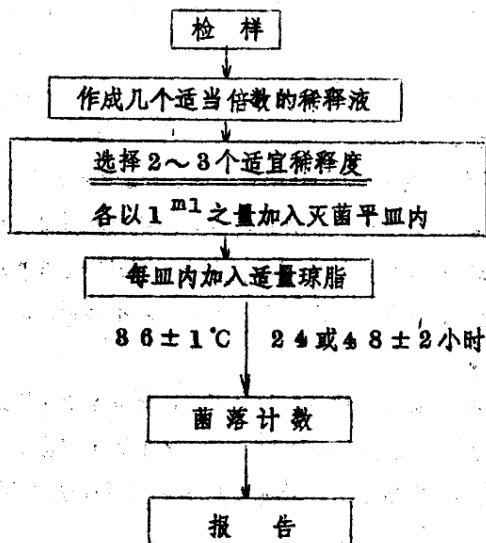 检 样
作成几个适当倍数的稀释液
选择2～3个适宜稀释度
各以1ml之量加入灭菌平皿内
每皿内加入适量琼脂
36±1℃ 24或48±2小时
菌落计数
报 告